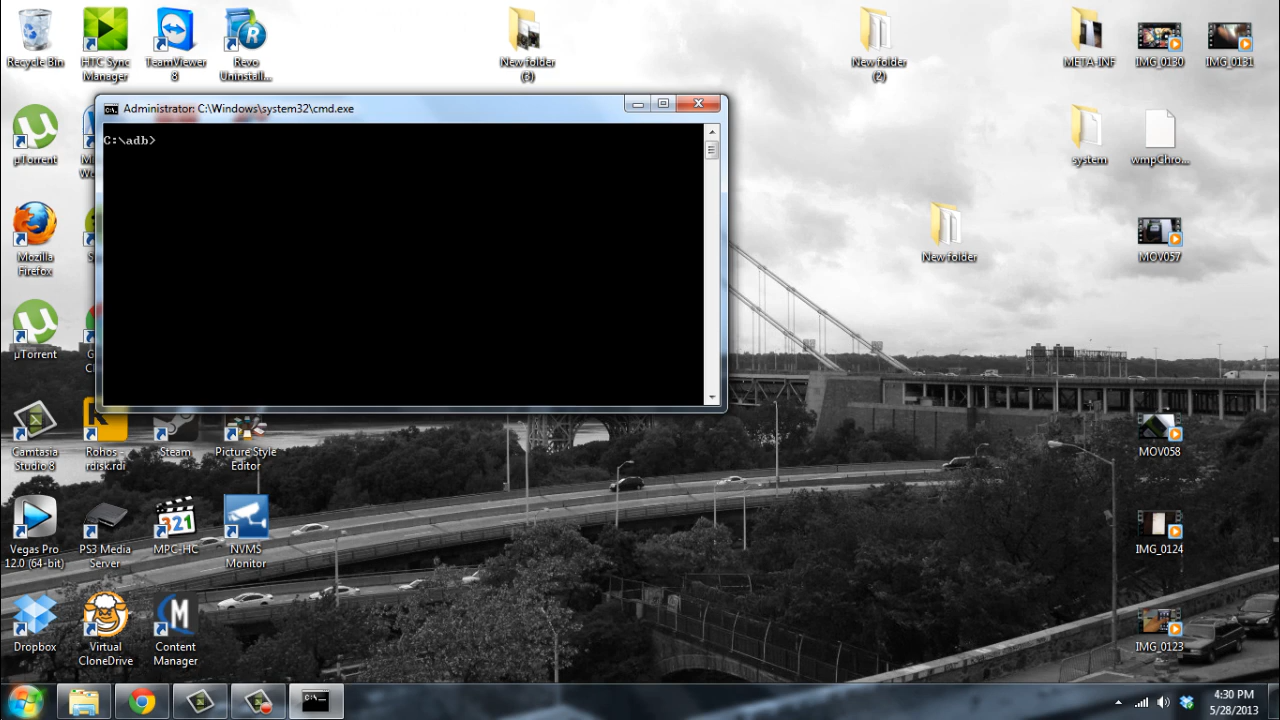 Recycle Bin
HTC Sync
Manager
TeamViewer
8
Revo
Uninstall...
New folder
(3)
New folder
(2)
META-INF
IMG_0130
IMG_0131
Administrator: C:\Windows\system32\cmd.exe
C:\adb>
µTorrent
system
wmpChro...
Mozilla
Firefox
New folder
MOV057
µTorrent
Camtasia
Studio 8
Rohos -
rdisk.rdi
Steam
Picture Style
Editor
MOV058
Vegas Pro
12.0 (64-bit)
PS3 Media
Server
321
MPC-HC
NVMS
Monitor
IMG_0124
Dropbox
Virtual
CloneDrive
Content
Manager
IMG_0123
4:30 PM
5/28/2013